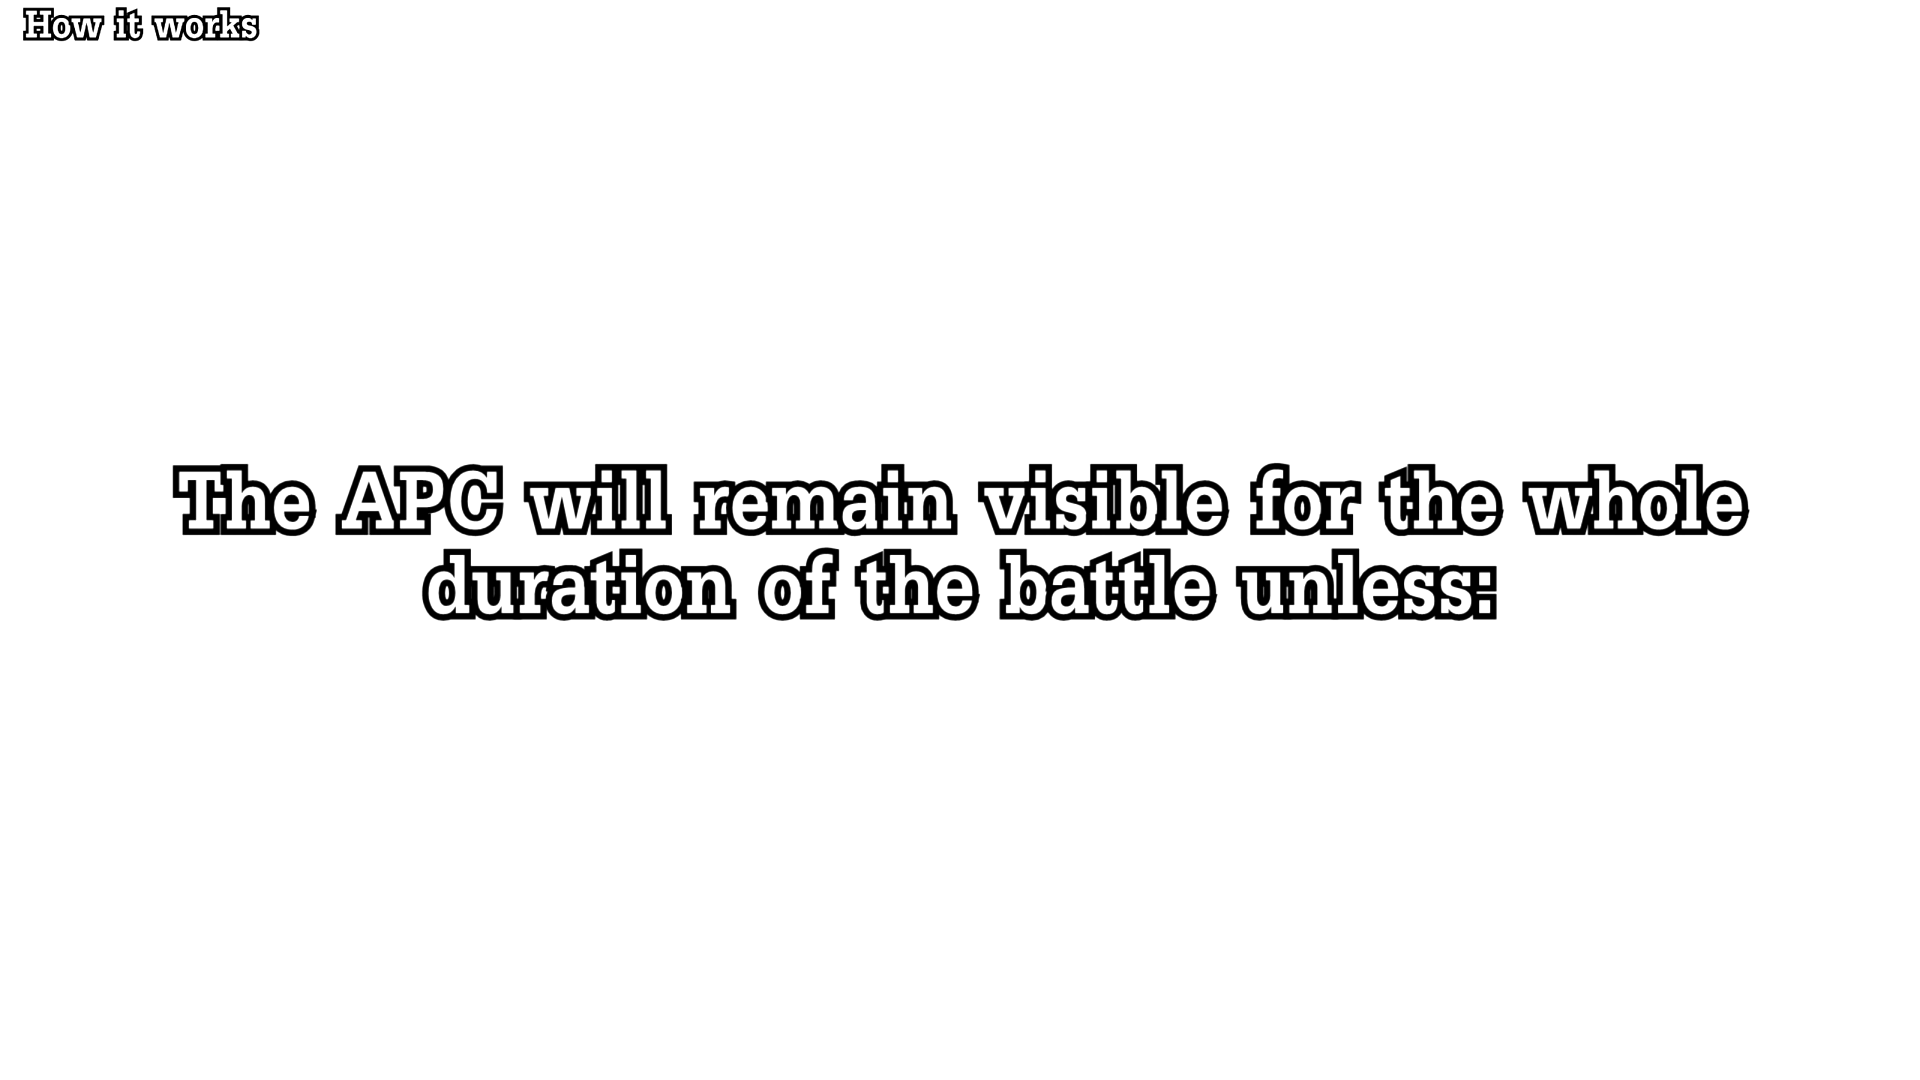 How it works
The APC will remain visible for the whole
duration of the battle unless: